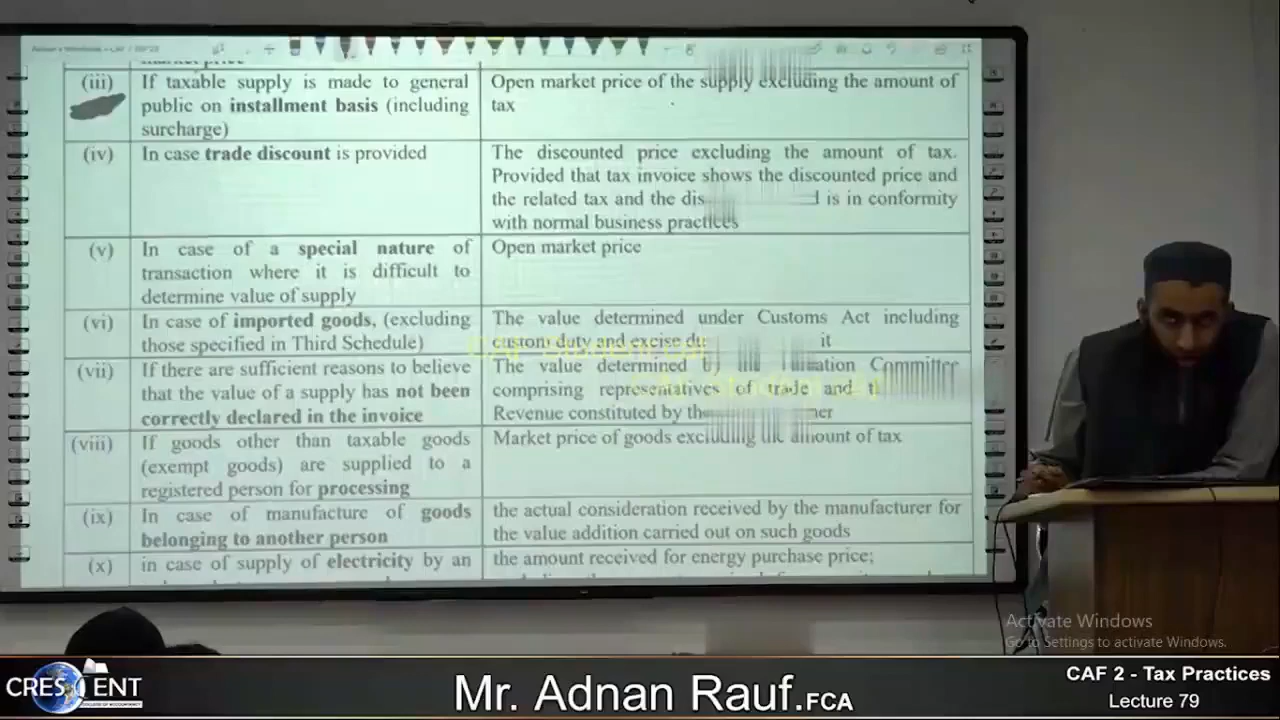 (iii) If taxable supply is made to general Open market price of the supply excluding the amount of
public on installment basis (including tax
surcharge)
(iv) In case trade discount is provided The discounted price excluding the amount of tax.
Provided that tax invoice shows the discounted price and
the related tax and the is in conformity
with normal business practices
(v) In case of a special nature of Open market price
transaction where it is difficult to
determine value of supply
(vi) In case of imported goods, (excluding The value determined under Customs Act including
those specified in Third Schedule) custom duty and excise it
(vii) If there are sufficient reasons to believe The value determined by Committee
that the value of a supply has not been comprising representatives of trade and
correctly declared in the invoice Revenue constituted by
(viii) If goods other than taxable goods Market price of goods excluding the amount of tax
(exempt goods) are supplied to a
registered person for processing
(ix) In case of manufacture of goods the actual consideration received by the manufacturer for
belonging to another person the value addition carried out on such goods
(x) in case of supply of electricity by an the amount received for energy purchase price;
Activate Windows
Go to Settings to activate Windows.
CRESCENT
COLLEGE OF ACCOUNTANCY
Mr. Adnan Rauf.FCA
CAF 2 - Tax Practices
Lecture 79